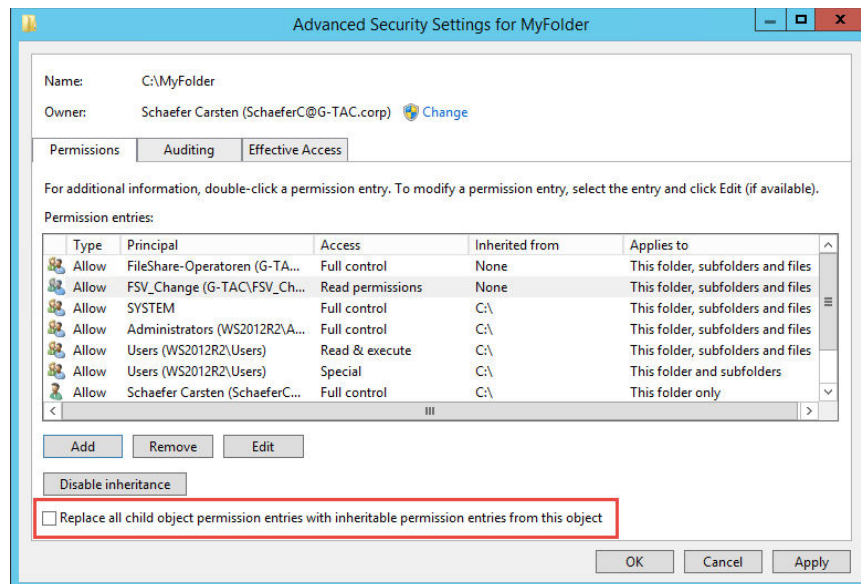 Advanced Security Settings for MyFolder
Name: C:\MyFolder
Owner: Schaefer Carsten (SchaeferC@G-TAC.corp) Change
Permissions Auditing Effective Access
For additional information, double-click a permission entry. To modify a permission entry, select the entry and click Edit (if available).
Permission entries:
Type Principal Access Inherited from Applies to
Allow FileShare-Operatoren (G-TA... Full control None This folder, subfolders and files
Allow FSV_Change (G-TAC\FSV_Ch... Read permissions None This folder, subfolders and files
Allow SYSTEM Full control C:\ This folder, subfolders and files
Allow Administrators (WS2012R2\A... Full control C:\ This folder, subfolders and files
Allow Users (WS2012R2\Users) Read & execute C:\ This folder, subfolders and files
Allow Users (WS2012R2\Users) Special C:\ This folder and subfolders
Allow Schaefer Carsten (SchaeferC... Full control C:\ This folder only
Add Remove Edit
Disable inheritance
Replace all child object permission entries with inheritable permission entries from this object
OK Cancel Apply